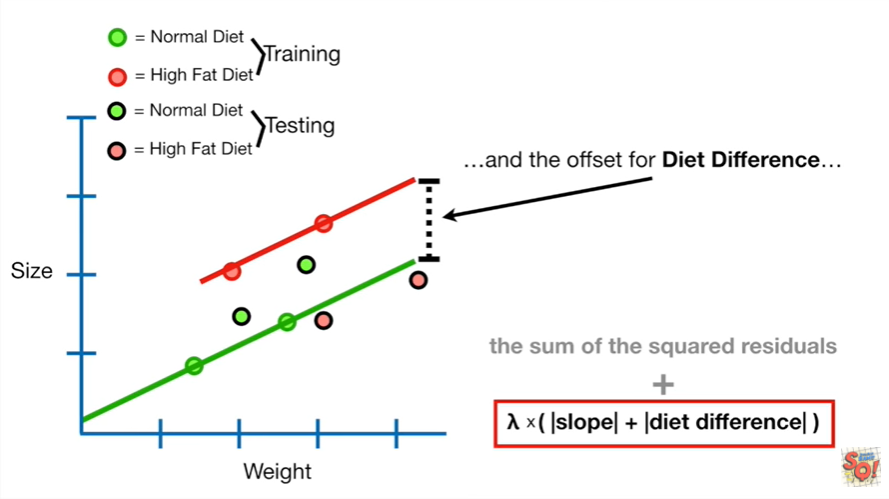 = Normal Diet
= High Fat Diet
Training
= Normal Diet
= High Fat Diet
Testing
…and the offset for Diet Difference…
Size
Weight
the sum of the squared residuals
+
λ × ( |slope| + |diet difference| )
SQ!